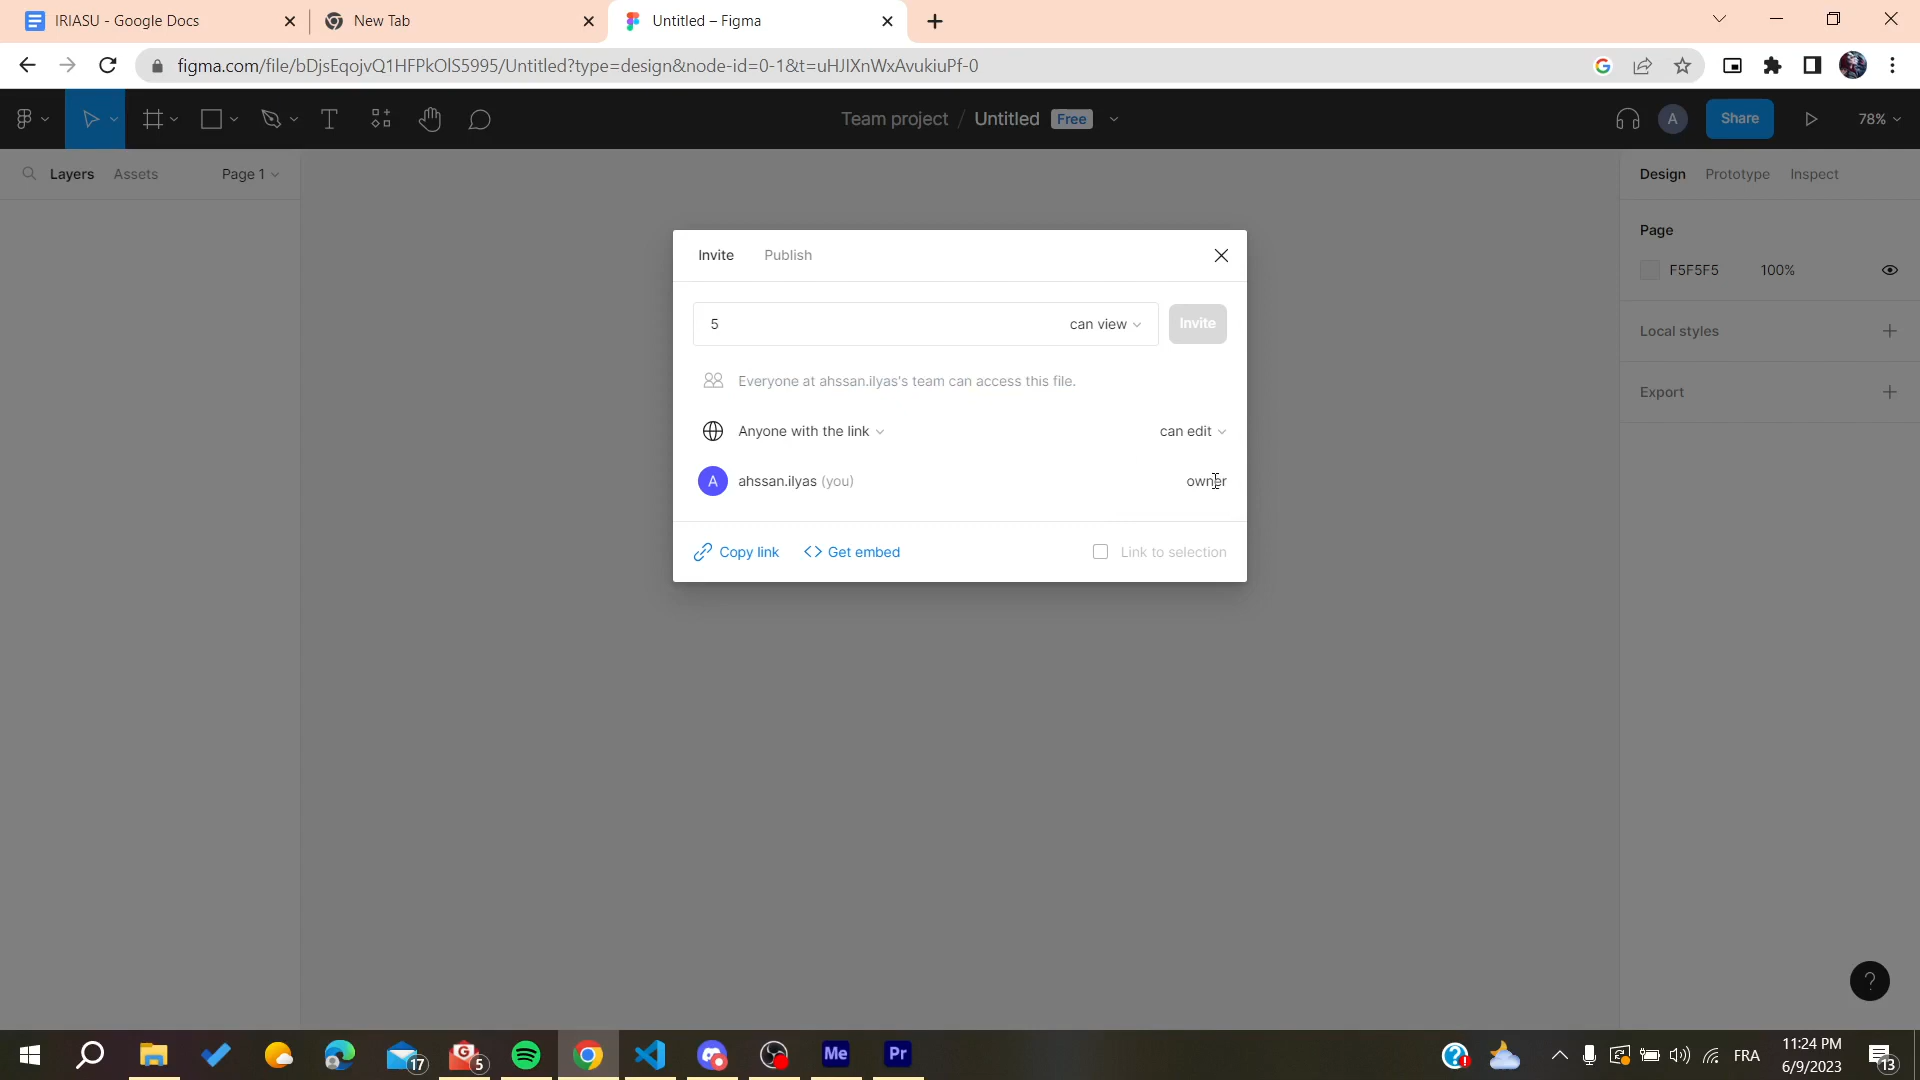 IRIASU - Google Docs
New Tab
Untitled – Figma
figma.com/file/bDjsEqojvQ1HFPkOlS5995/Untitled?type=design&node-id=0-1&t=uHJIXnWxAvukiuPf-0
Team project / Untitled Free
A
Share
78%
Layers Assets Page 1
Design Prototype Inspect
Page
F5F5F5 100%
Local styles
Export
Invite Publish
5 can view Invite
Everyone at ahssan.ilyas's team can access this file.
Anyone with the link can edit
A ahssan.ilyas (you) owner
Copy link <> Get embed Link to selection
?
17
5
Me
Pr
FRA
11:24 PM
6/9/2023
13